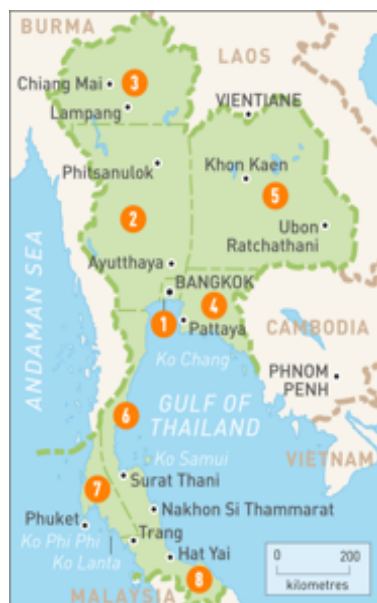 BURMA
LAOS
Chiang Mai
3
Lampang
VIENTIANE
Phitsanulok
Khon Kaen
5
2
Ubon
Ratchathani
Ayutthaya
BANGKOK
4
1
Pattaya
CAMBODIA
Ko Chang
PHNOM
PENH
ANDAMAN SEA
6
GULF OF
THAILAND
VIETNAM
Ko Samui
7
Surat Thani
Nakhon Si Thammarat
Phuket
Ko Phi Phi
Trang
Ko Lanta
Hat Yai
8
MALAYSIA
0 200
kilometres